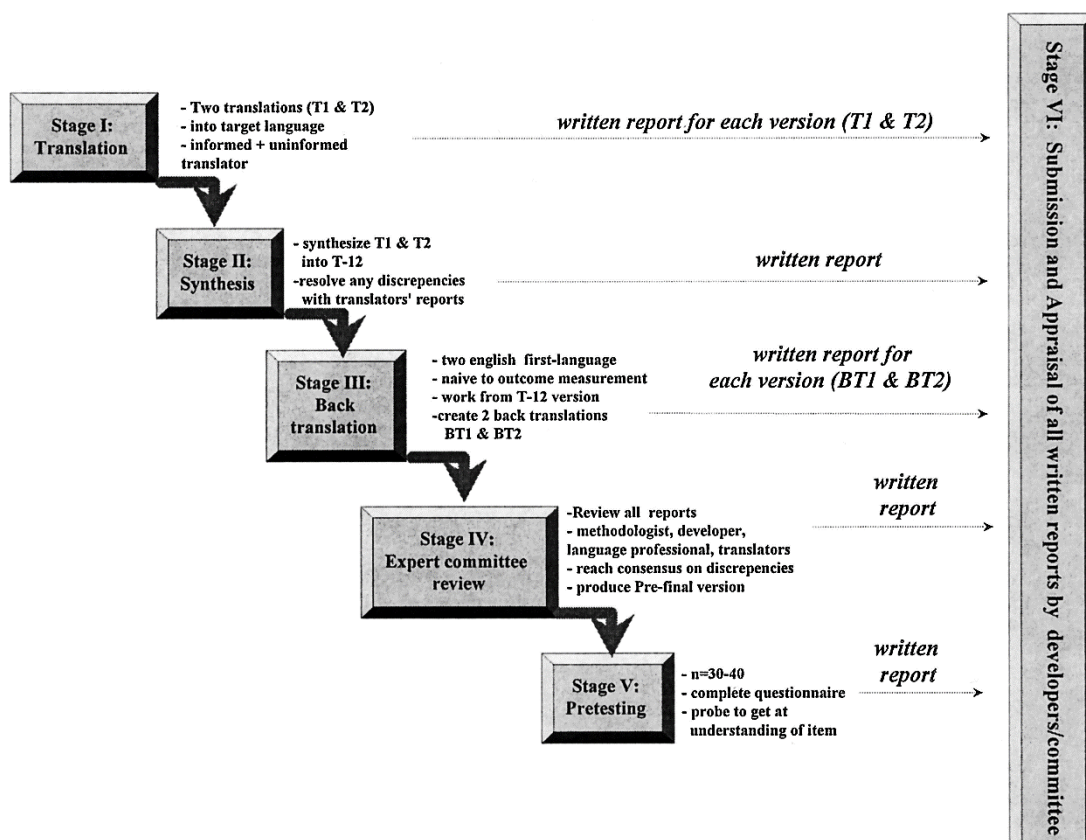 Stage I:
Translation
- Two translations (T1 & T2)
- into target language
- informed + uninformed
translator
written report for each version (T1 & T2)
Stage II:
Synthesis
- synthesize T1 & T2
into T-12
-resolve any discrepencies
with translators' reports
written report
Stage III:
Back
translation
- two english first-language
- naive to outcome measurement
- work from T-12 version
-create 2 back translations
BT1 & BT2
written report for
each version (BT1 & BT2)
Stage IV:
Expert committee
review
-Review all reports
- methodologist, developer,
language professional, translators
- reach consensus on discrepencies
- produce Pre-final version
written
report
Stage V:
Pretesting
- n=30-40
- complete questionnaire
- probe to get at
understanding of item
written
report
Stage VI: Submission and Appraisal of all written reports by developers/committee